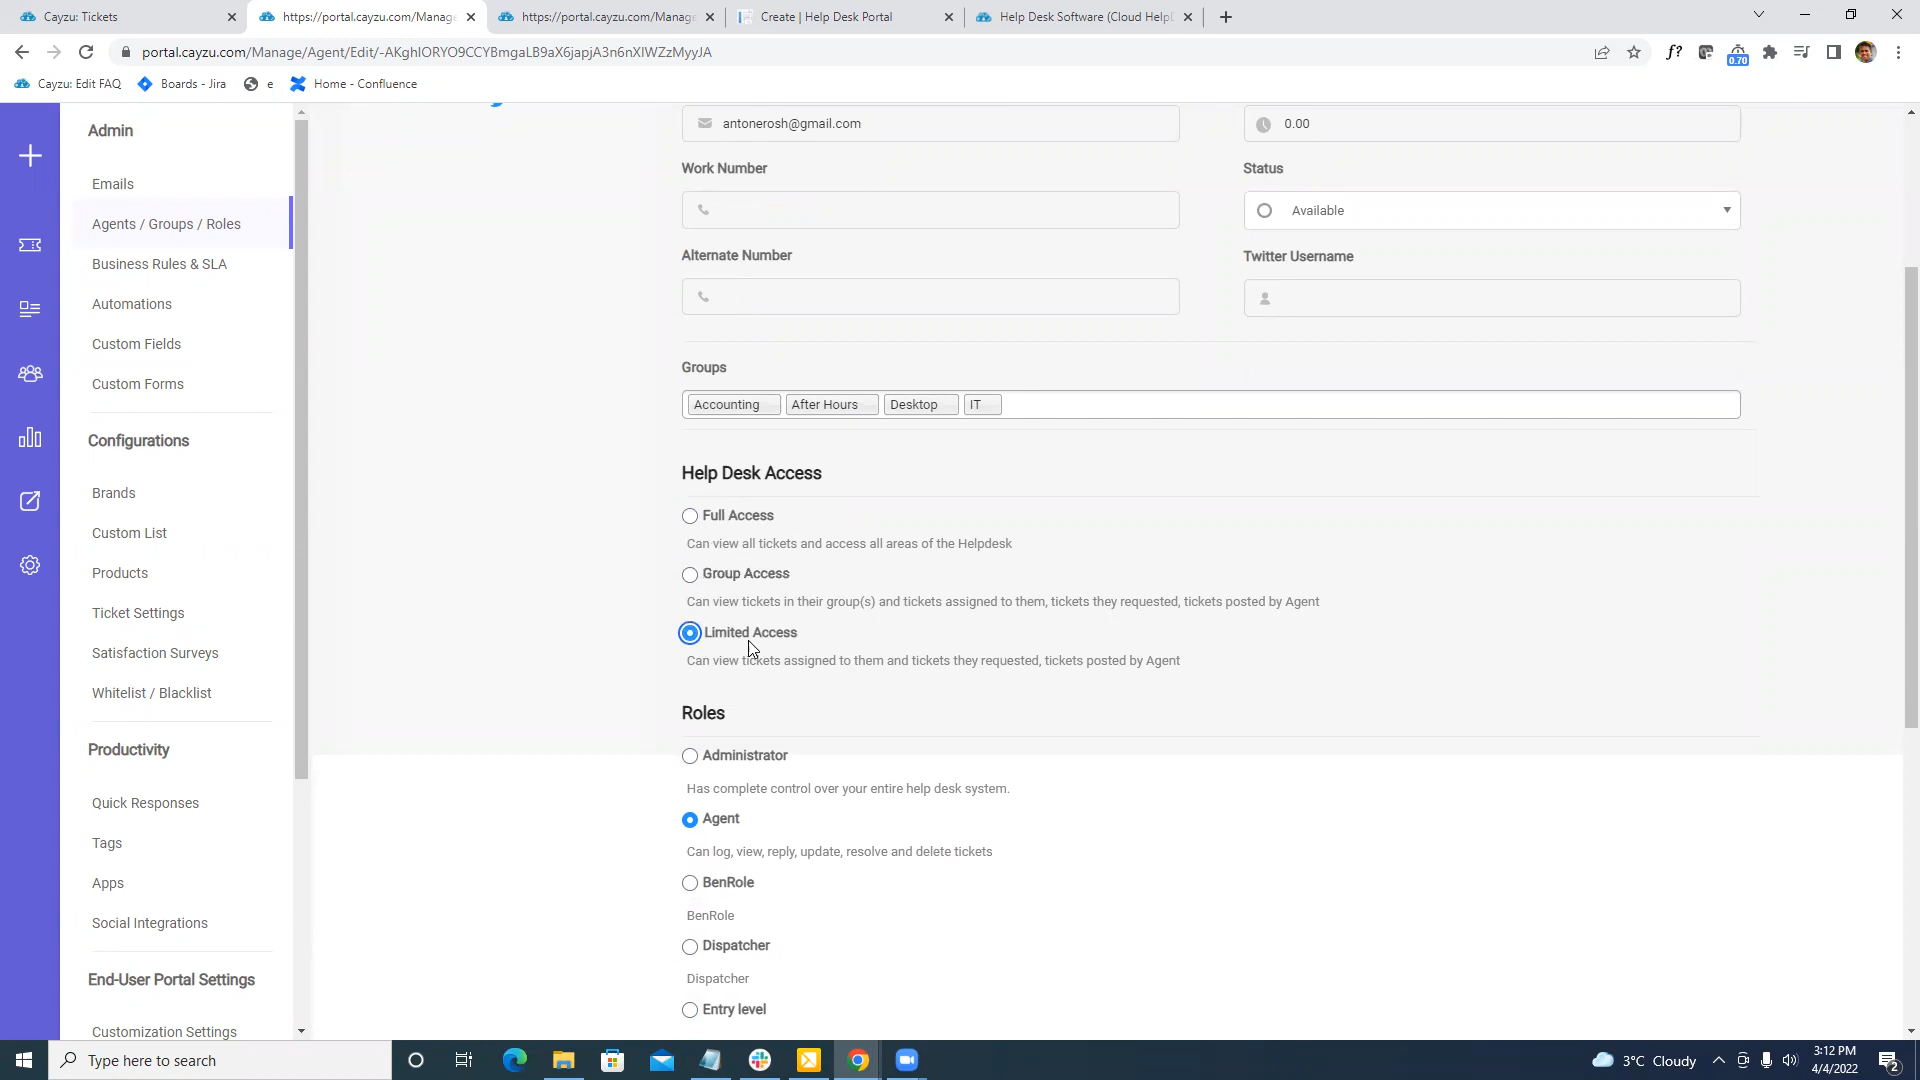 Cayzu: Tickets
https://portal.cayzu.com/Manage
https://portal.cayzu.com/Manage
Create | Help Desk Portal
Help Desk Software (Cloud HelpD
portal.cayzu.com/Manage/Agent/Edit/-AKghIORYO9CCYBmgaLB9aX6japjA3n6nXIWZzMyyJA
f?
0.70
Cayzu: Edit FAQ
Boards - Jira
e
Home - Confluence
Admin
Emails
Agents / Groups / Roles
Business Rules & SLA
Automations
Custom Fields
Custom Forms
Configurations
Brands
Custom List
Products
Ticket Settings
Satisfaction Surveys
Whitelist / Blacklist
Productivity
Quick Responses
Tags
Apps
Social Integrations
End-User Portal Settings
Customization Settings
antonerosh@gmail.com
0.00
Work Number
Status
Available
Alternate Number
Twitter Username
Groups
Accounting
After Hours
Desktop
IT
Help Desk Access
Full Access
Can view all tickets and access all areas of the Helpdesk
Group Access
Can view tickets in their group(s) and tickets assigned to them, tickets they requested, tickets posted by Agent
Limited Access
Can view tickets assigned to them and tickets they requested, tickets posted by Agent
Roles
Administrator
Has complete control over your entire help desk system.
Agent
Can log, view, reply, update, resolve and delete tickets
BenRole
BenRole
Dispatcher
Dispatcher
Entry level
Type here to search
3°C Cloudy
3:12 PM
4/4/2022
2